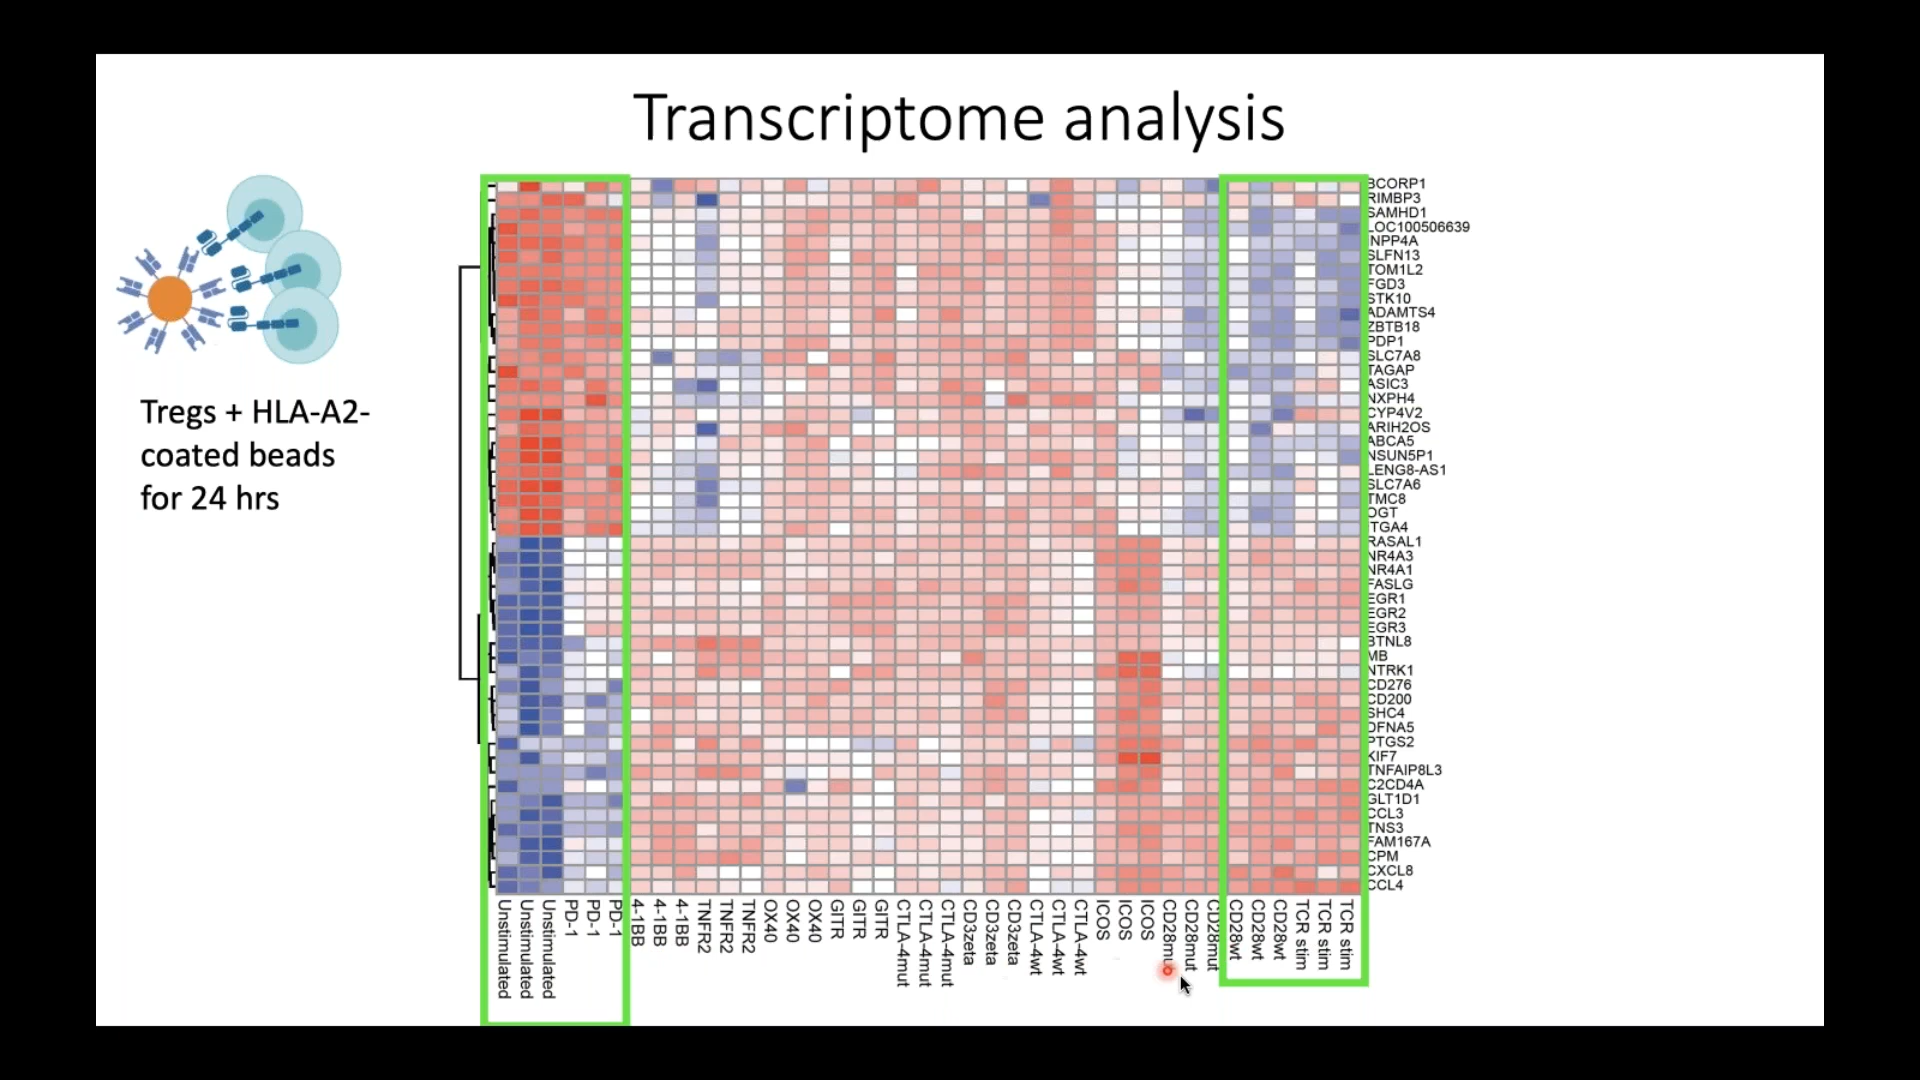 Transcriptome analysis
Tregs + HLA-A2-
coated beads
for 24 hrs
BCORP1
RIMBP3
SAMHD1
LOC100506639
INPP4A
SLFN13
TOM1L2
FGD3
STK10
ADAMTS4
ZBTB18
PDP1
SLC7A8
TAGAP
ASIC3
NXPH4
CYP4V2
ARIH2OS
ABCA5
NSUN5P1
LENG8-AS1
SLC7A6
TMC8
OGT
ITGA4
RASAL1
NR4A3
NR4A1
FASLG
EGR1
EGR2
EGR3
BTNL8
MB
NTRK1
CD276
CD200
SHC4
DFNA5
PTGS2
KIF7
TNFAIP8L3
C2CD4A
GLT1D1
CCL3
TNS3
FAM167A
CPM
CXCL8
CCL4
Unstimulated
Unstimulated
Unstimulated
PD-1
PD-1
PD-1
4-1BB
4-1BB
4-1BB
TNFR2
TNFR2
TNFR2
OX40
OX40
OX40
GITR
GITR
GITR
CTLA-4mut
CTLA-4mut
CTLA-4mut
CD3zeta
CD3zeta
CD3zeta
CTLA-4wt
CTLA-4wt
CTLA-4wt
ICOS
ICOS
ICOS
CD28mut
CD28mut
CD28mut
CD28wt
CD28wt
CD28wt
TCR stim
TCR stim
TCR stim